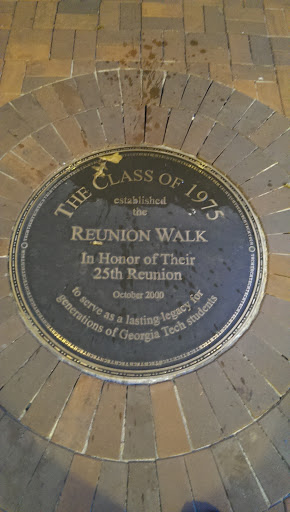 THE CLASS OF 1975
established
the
REUNION WALK
In Honor of Their
25th Reunion
October 2000
to serve as a lasting legacy for
generations of Georgia Tech students